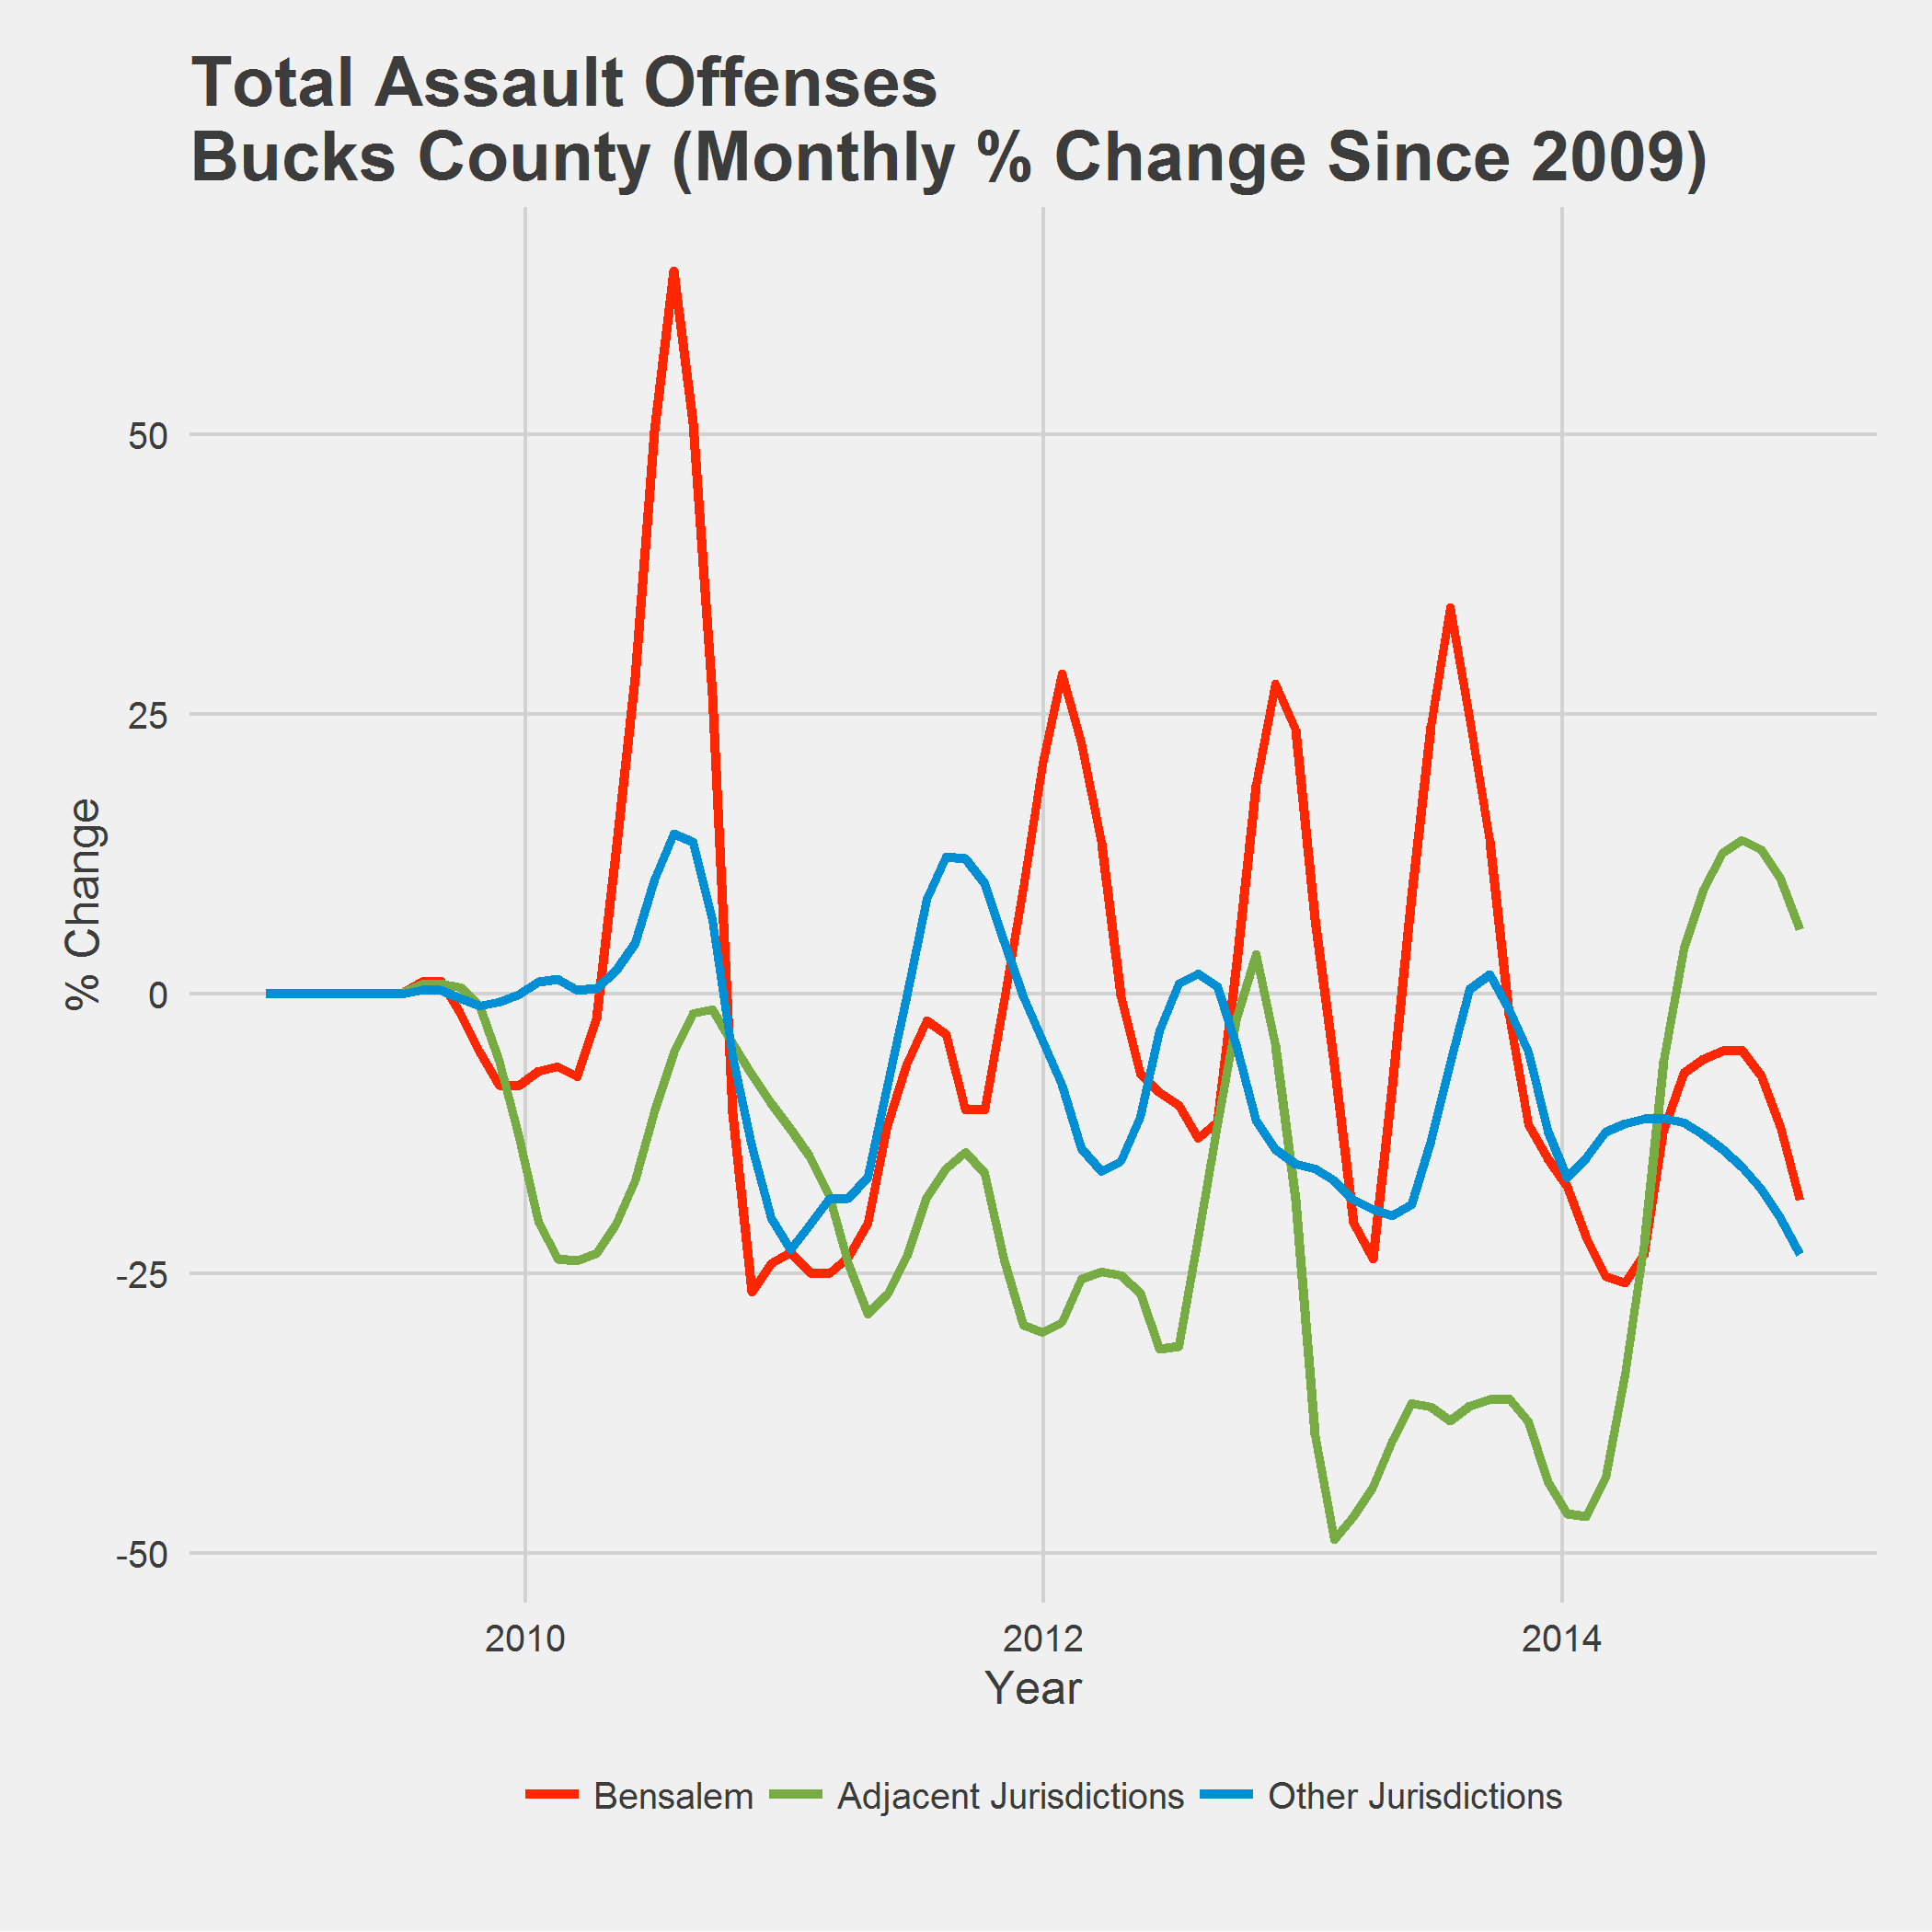 Total Assault Offenses
Bucks County (Monthly % Change Since 2009)
% Change
50
25
0
-25
-50
2010 2012 2014
Year
Bensalem Adjacent Jurisdictions Other Jurisdictions